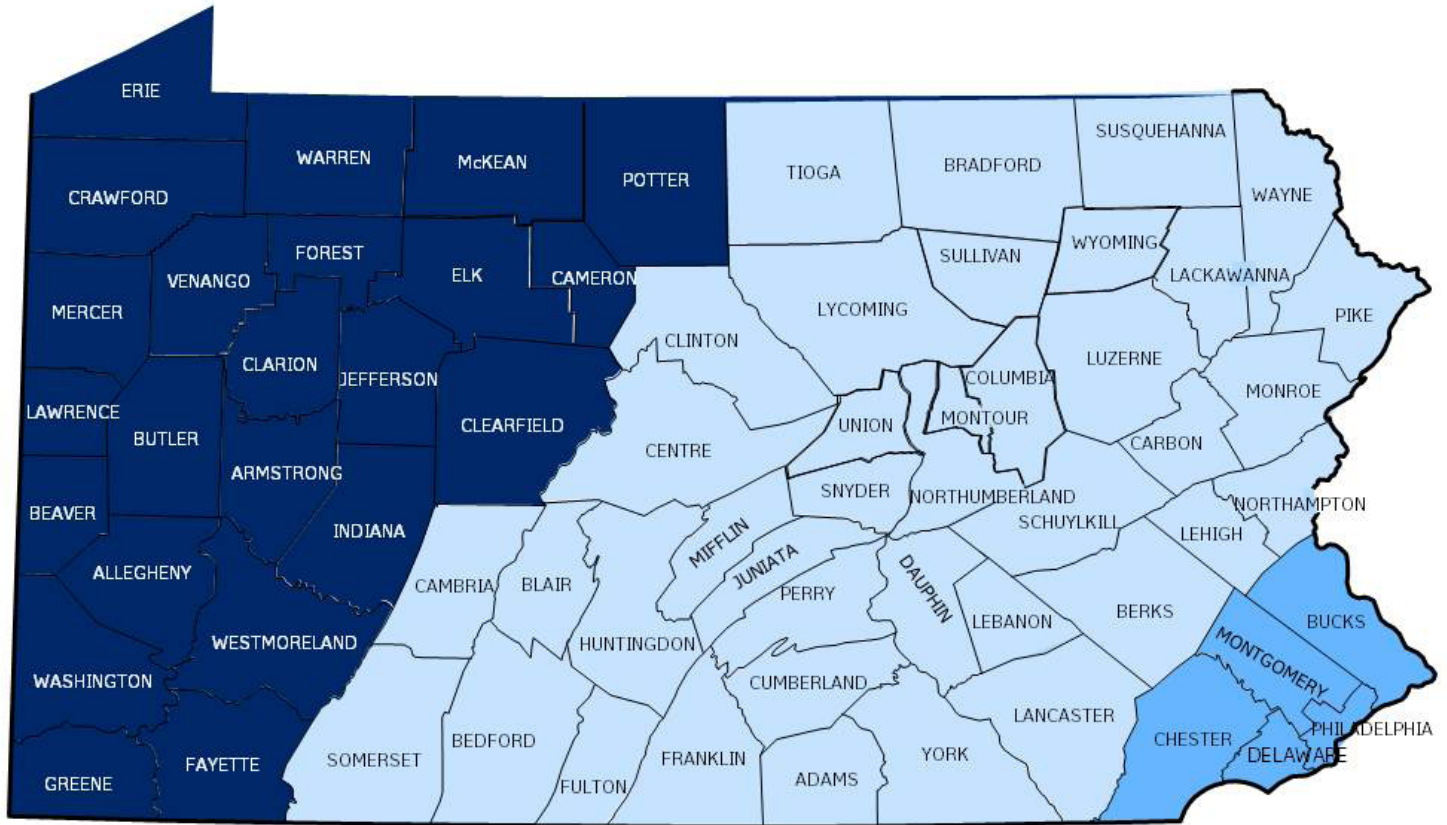 ERIE
WARREN
McKEAN
POTTER
TIOGA
BRADFORD
SUSQUEHANNA
WAYNE
CRAWFORD
FOREST
VENANGO
ELK
CAMERON
SULLIVAN
WYOMING
LACKAWANNA
MERCER
LYCOMING
PIKE
CLINTON
CLARION
JEFFERSON
COLUMBIA
LUZERNE
MONROE
LAWRENCE
BUTLER
CLEARFIELD
UNION
MONTOUR
CENTRE
CARBON
ARMSTRONG
SNYDER
NORTHUMBERLAND
NORTHAMPTON
BEAVER
INDIANA
SCHUYLKILL
LEHIGH
MIFFLIN
JUNIATA
ALLEGHENY
CAMBRIA
BLAIR
PERRY
DAUPHIN
LEBANON
BERKS
BUCKS
WESTMORELAND
HUNTINGDON
MONTGOMERY
WASHINGTON
CUMBERLAND
LANCASTER
PHILADELPHIA
SOMERSET
BEDFORD
FRANKLIN
YORK
CHESTER
DELAWARE
FAYETTE
GREENE
FULTON
ADAMS